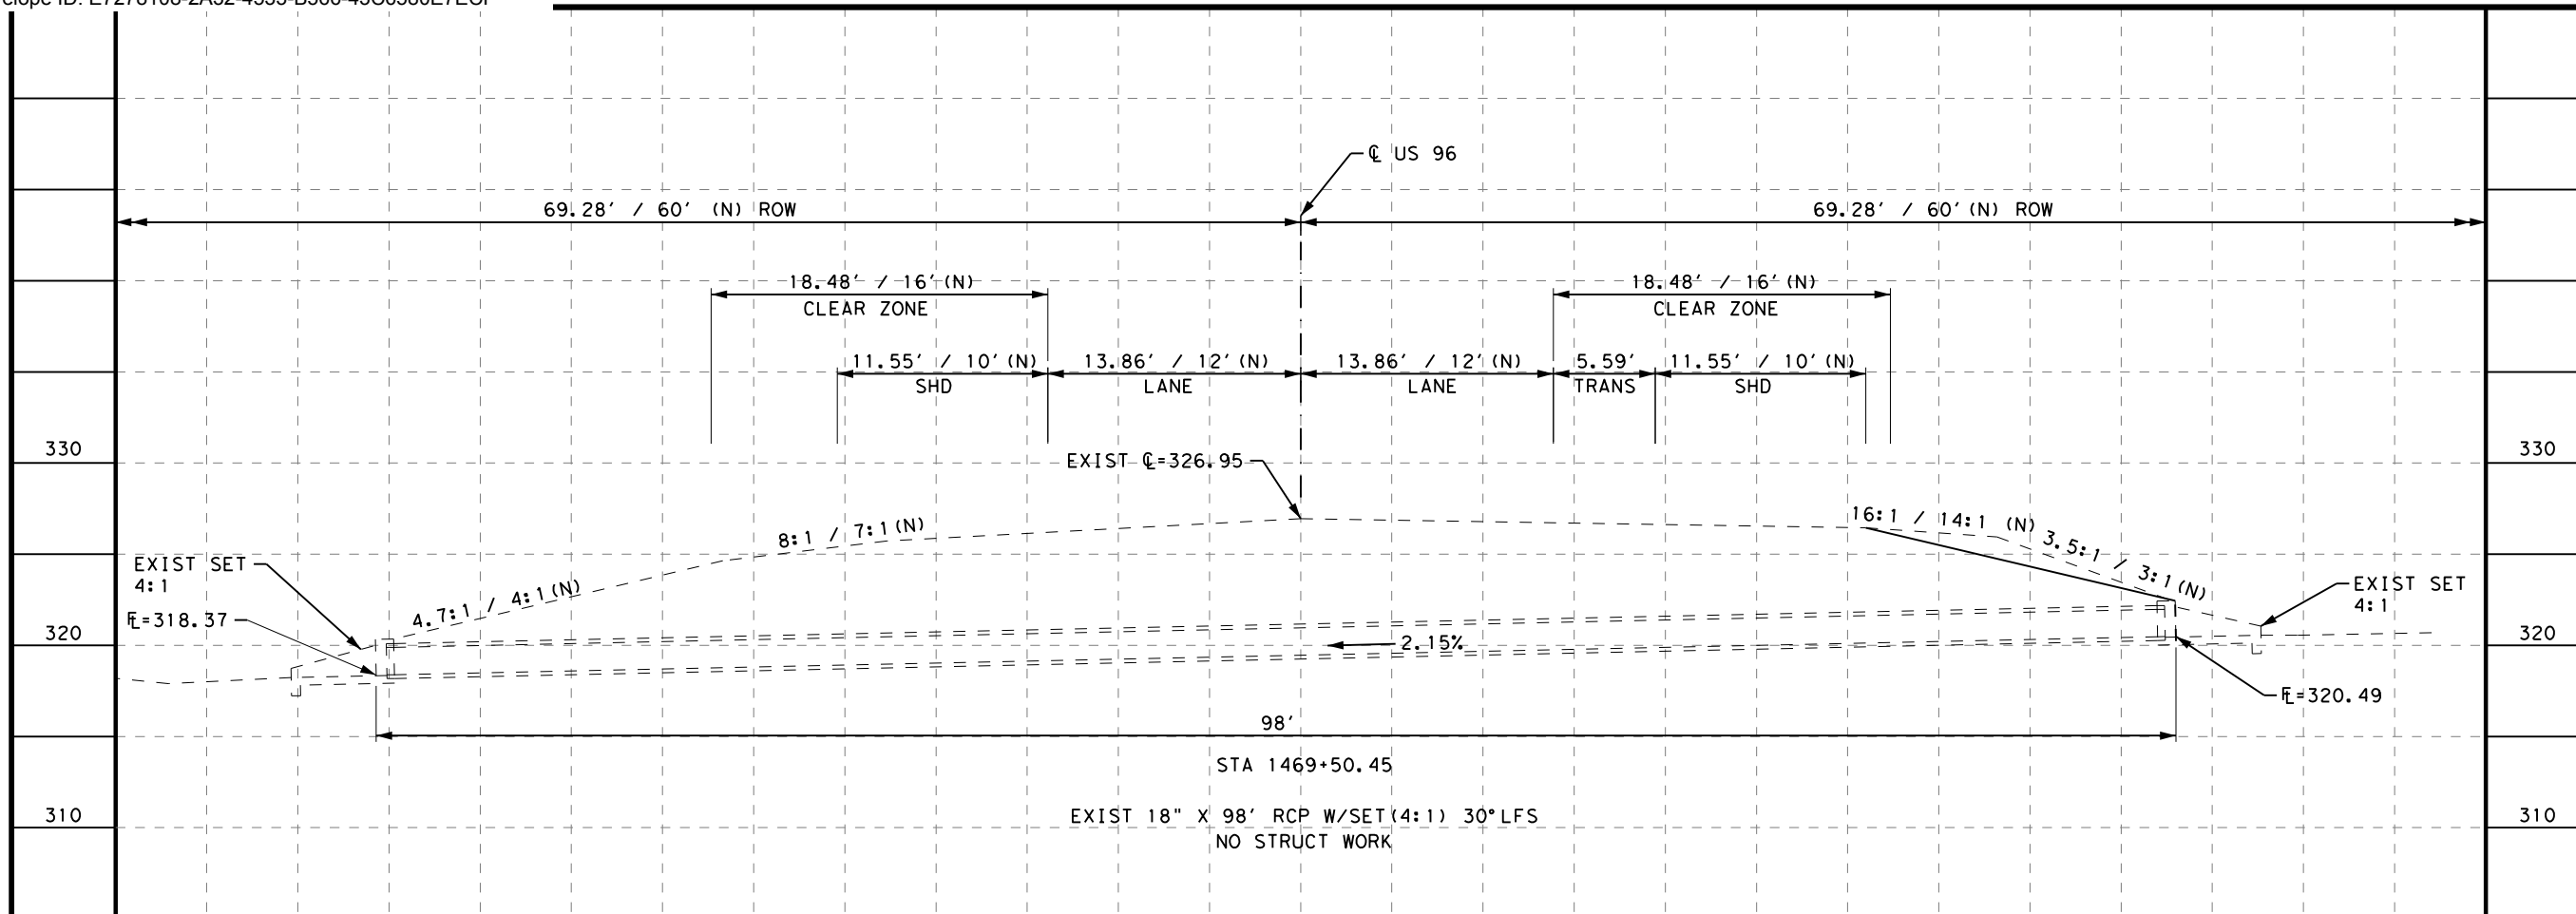 ℄ US 96
69.28' / 60' (N) ROW
69.28' / 60'(N) ROW
18.48' / 16'(N)
CLEAR ZONE
18.48' / 16'(N)
CLEAR ZONE
11.55' / 10'(N)
SHD
13.86' / 12'(N)
LANE
13.86' / 12'(N)
LANE
5.59'
TRANS
11.55' / 10'(N)
SHD
330
330
EXIST ℄=326.95
16:1 / 14:1 (N)
8:1 / 7:1(N)
3.5:1 / 3:1(N)
EXIST SET
4:1
4.7:1 / 4:1(N)
EXIST SET
4:1
FL=318.37
320
320
2.15%
FL=320.49
98'
STA 1469+50.45
310
310
EXIST 18" X 98' RCP W/SET(4:1) 30°LFS
NO STRUCT WORK